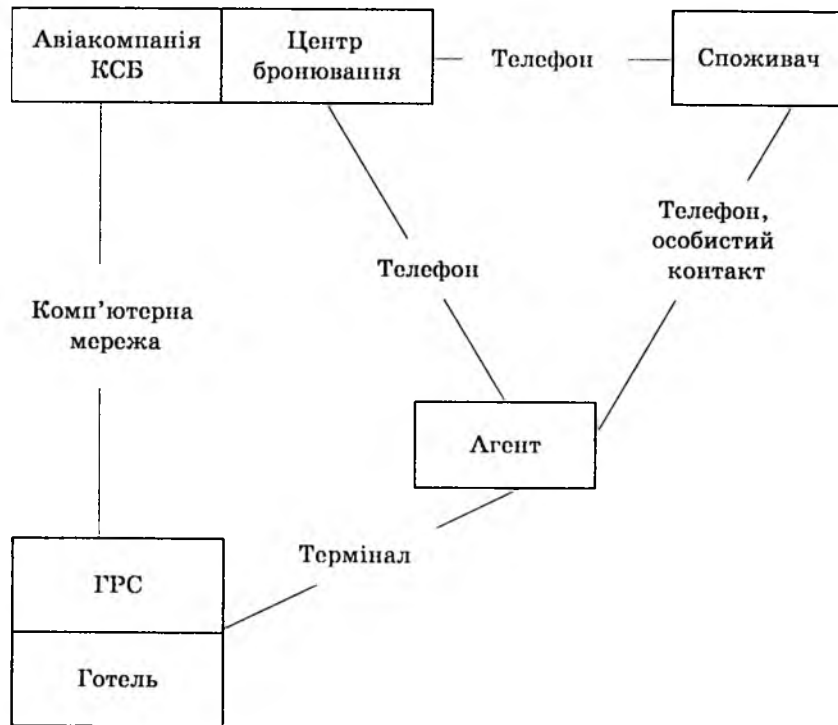 Авіакомпанія
КСБ
Центр
бронювання
Телефон
Споживач
Телефон,
особистий
контакт
Телефон
Комп’ютерна
мережа
Агент
Термінал
ГРС
Готель